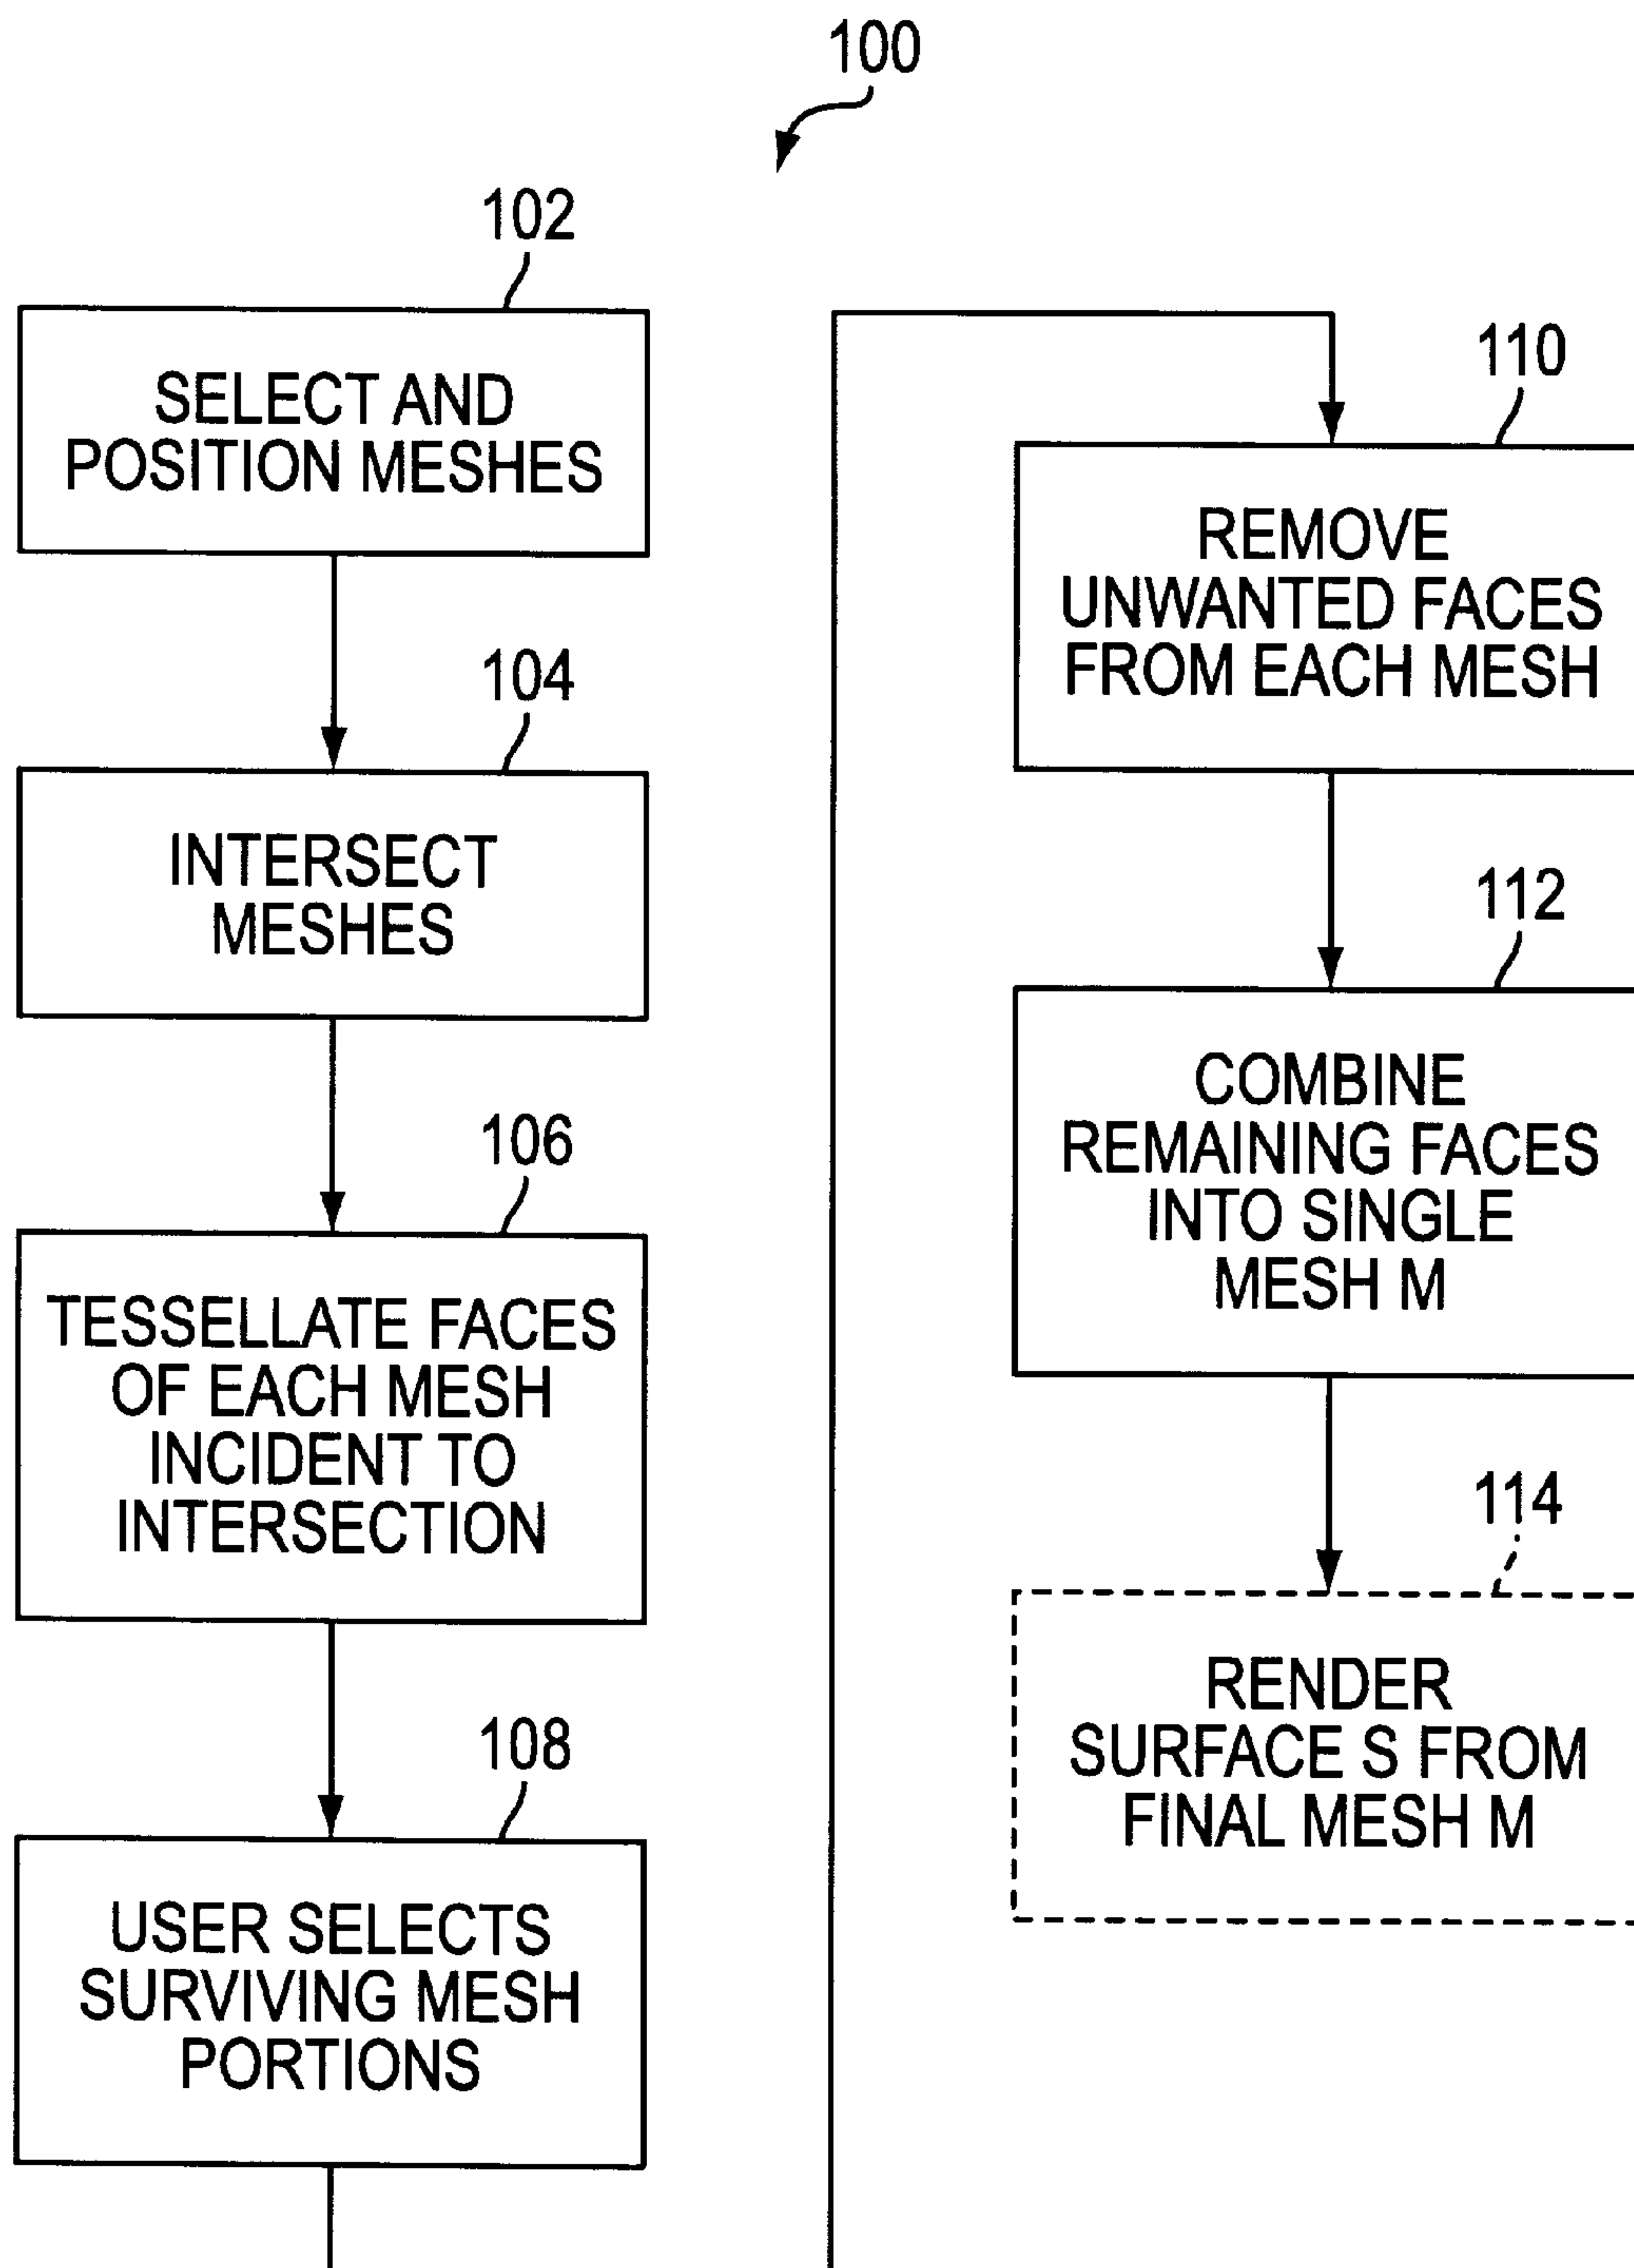 100
102
SELECT AND
POSITION MESHES
104
INTERSECT
MESHES
106
TESSELLATE FACES
OF EACH MESH
INCIDENT TO
INTERSECTION
108
USER SELECTS
SURVIVING MESH
PORTIONS
110
REMOVE
UNWANTED FACES
FROM EACH MESH
112
COMBINE
REMAINING FACES
INTO SINGLE
MESH M
114
RENDER
SURFACE S FROM
FINAL MESH M